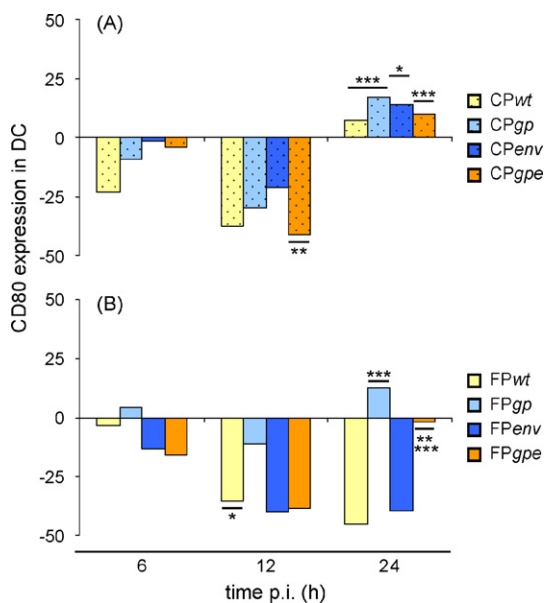 (A)
50
25
0
-25
-50
***
*
***
**
CPwt
CPgp
CPenv
CPgpe
CD80 expression in DC
(B)
50
25
0
-25
-50
***
**
***
*
FPwt
FPgp
FPenv
FPgpe
6 12 24
time p.i. (h)